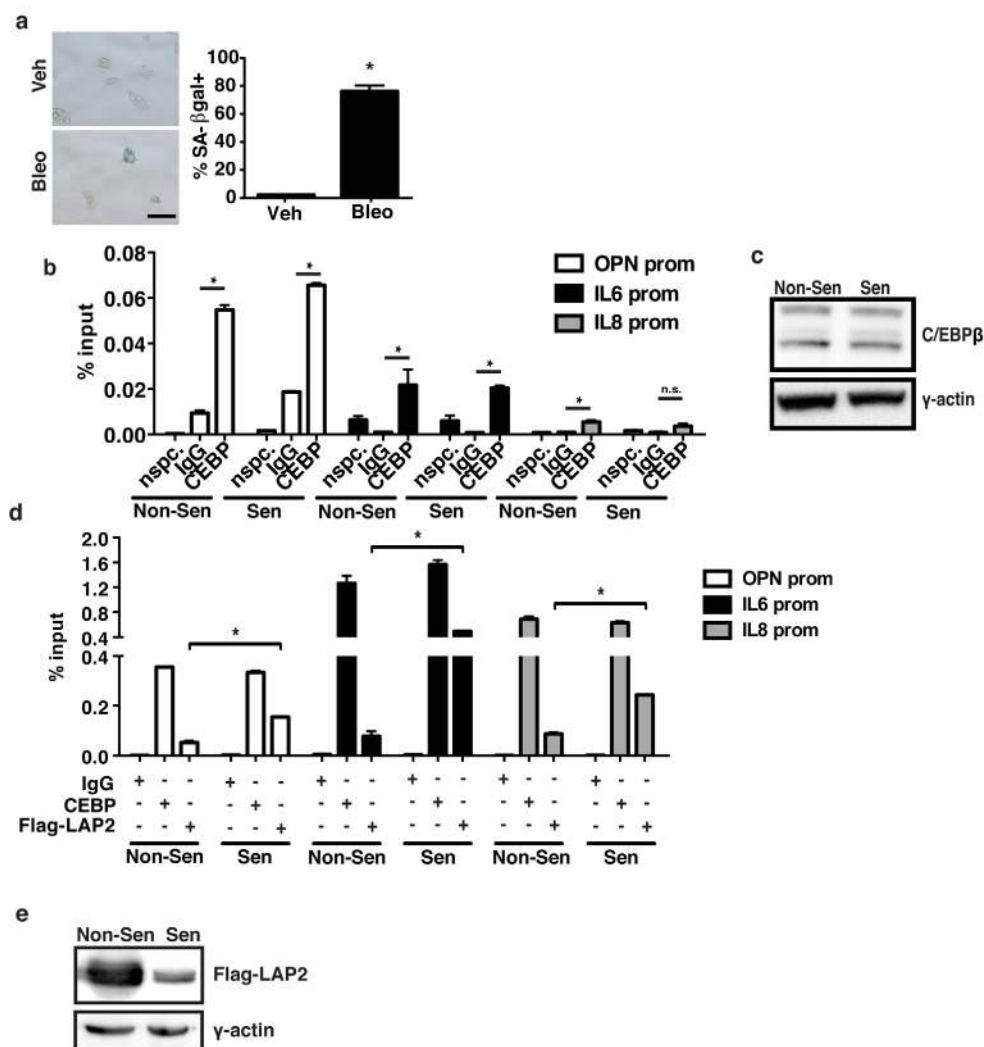 a
Veh
Bleo
% SA-βgal+
100
80
60
40
20
0
*
Veh Bleo
b
% input
0.08
0.06
0.04
0.02
0.00
* * * * * n.s.
OPN prom
IL6 prom
IL8 prom
nspc. IgG CEBP nspc. IgG CEBP nspc. IgG CEBP nspc. IgG CEBP nspc. IgG CEBP nspc. IgG CEBP
Non-Sen Sen Non-Sen Sen Non-Sen Sen
c
Non-Sen Sen
C/EBPβ
γ-actin
d
% input
2.0
1.6
1.2
0.8
0.4
0.4
0.2
0.0
* * *
OPN prom
IL6 prom
IL8 prom
IgG + - - + - - + - - + - - + - - + - -
CEBP - + - - + - - + - - + - - + - - + -
Flag-LAP2 - - + - - + - - + - - + - - + - - +
Non-Sen Sen Non-Sen Sen Non-Sen Sen
e
Non-Sen Sen
Flag-LAP2
γ-actin